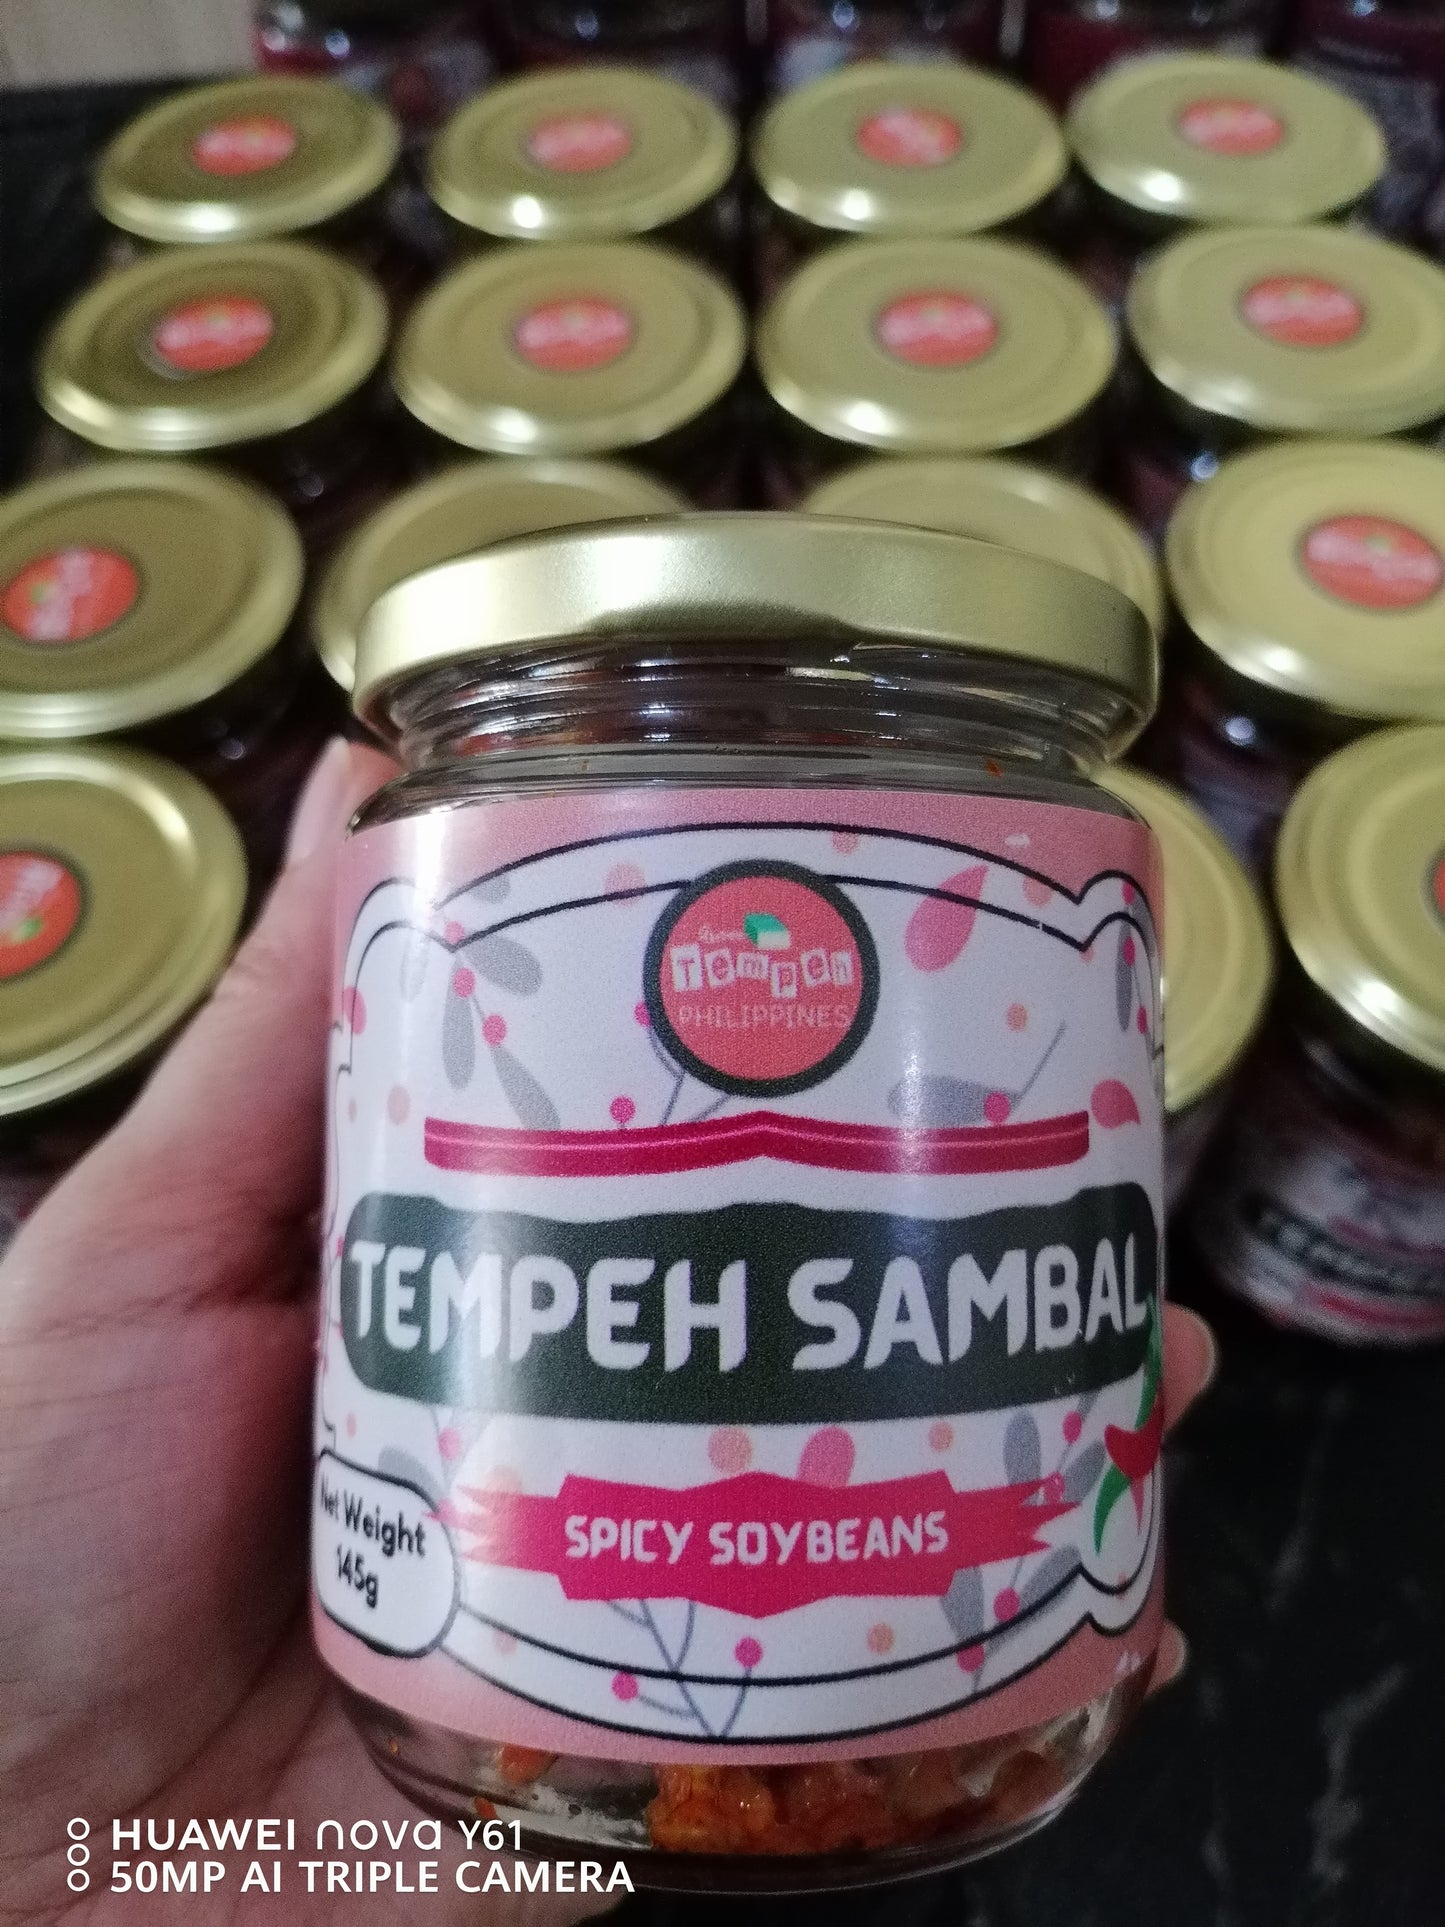 Tempeh
PHILIPPINES
TEMPEH SAMBAL
SPICY SOYBEANS
Net Weight
145g
HUAWEI nova Y61
50MP AI TRIPLE CAMERA